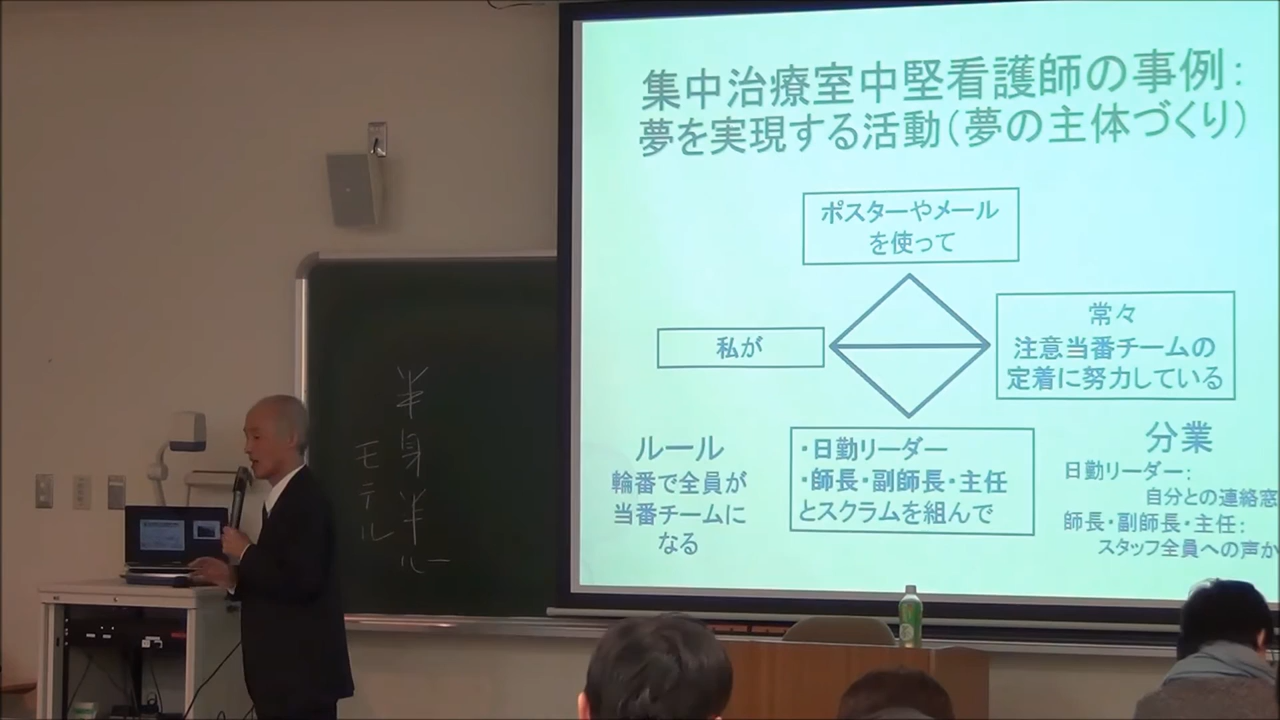 集中治療室中堅看護師の事例：
夢を実現する活動（夢の主体づくり）
ポスターやメール
を使って
私が
常々
注意当番チームの
定着に努力している
ルール
輪番で全員が
当番チームに
なる
・日勤リーダー
・師長・副師長・主任
とスクラムを組んで
分業
日勤リーダー：
自分との連絡窓
師長・副師長・主任：
スタッフ全員への声か
半身半心
モデル